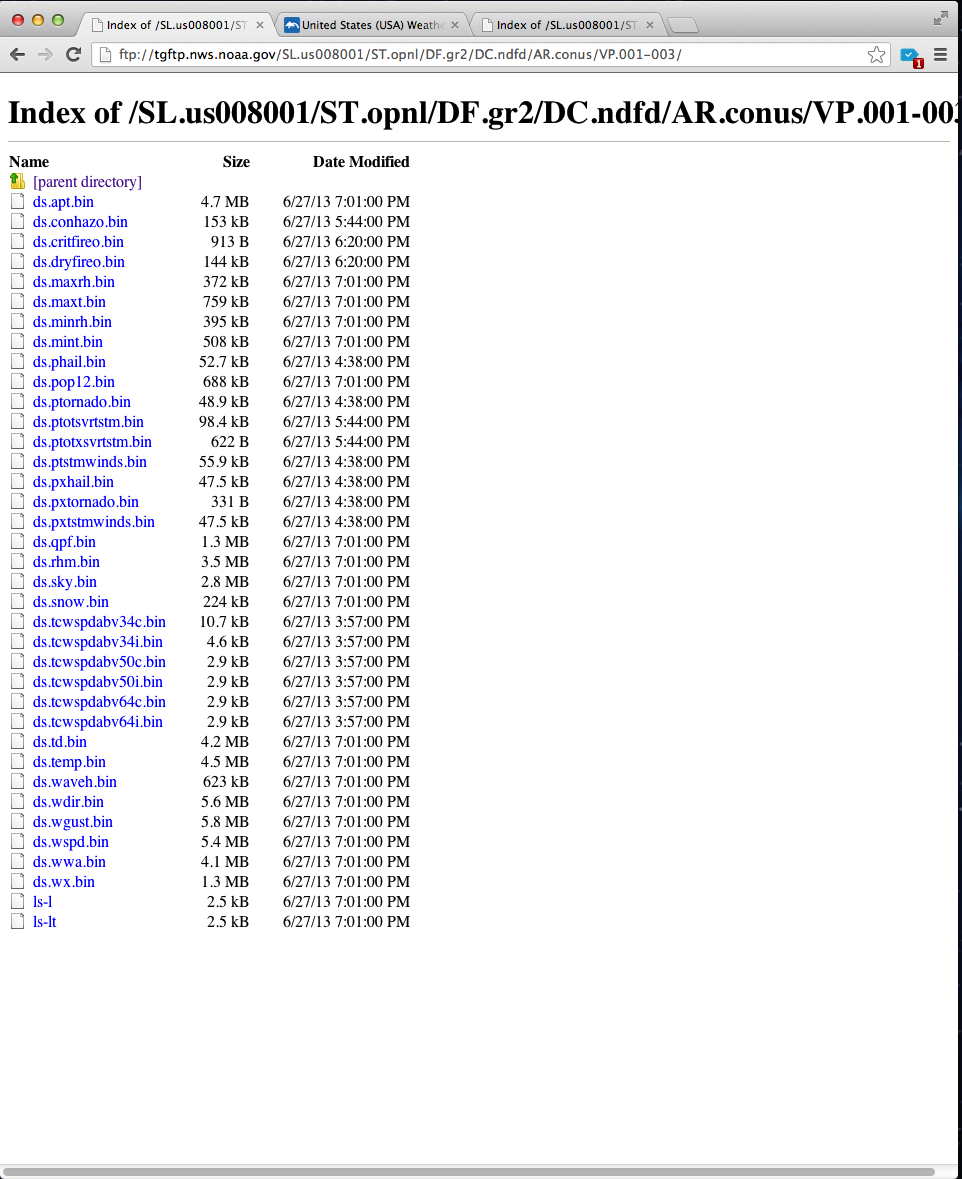 Index of /SL.us008001/ST
United States (USA) Weathe
Index of /SL.us008001/ST.
ftp://tgftp.nws.noaa.gov/SL.us008001/ST.opnl/DF.gr2/DC.ndfd/AR.conus/VP.001-003/
1
Index of /SL.us008001/ST.opnl/DF.gr2/DC.ndfd/AR.conus/VP.001-003
Name Size Date Modified
[parent directory]
ds.apt.bin 4.7 MB 6/27/13 7:01:00 PM
ds.conhazo.bin 153 kB 6/27/13 5:44:00 PM
ds.critfireo.bin 913 B 6/27/13 6:20:00 PM
ds.dryfireo.bin 144 kB 6/27/13 6:20:00 PM
ds.maxrh.bin 372 kB 6/27/13 7:01:00 PM
ds.maxt.bin 759 kB 6/27/13 7:01:00 PM
ds.minrh.bin 395 kB 6/27/13 7:01:00 PM
ds.mint.bin 508 kB 6/27/13 7:01:00 PM
ds.phail.bin 52.7 kB 6/27/13 4:38:00 PM
ds.pop12.bin 688 kB 6/27/13 7:01:00 PM
ds.ptornado.bin 48.9 kB 6/27/13 4:38:00 PM
ds.ptotsvrtstm.bin 98.4 kB 6/27/13 5:44:00 PM
ds.ptotxsvrtstm.bin 622 B 6/27/13 5:44:00 PM
ds.ptstmwinds.bin 55.9 kB 6/27/13 4:38:00 PM
ds.pxhail.bin 47.5 kB 6/27/13 4:38:00 PM
ds.pxtornado.bin 331 B 6/27/13 4:38:00 PM
ds.pxtstmwinds.bin 47.5 kB 6/27/13 4:38:00 PM
ds.qpf.bin 1.3 MB 6/27/13 7:01:00 PM
ds.rhm.bin 3.5 MB 6/27/13 7:01:00 PM
ds.sky.bin 2.8 MB 6/27/13 7:01:00 PM
ds.snow.bin 224 kB 6/27/13 7:01:00 PM
ds.tcwspdabv34c.bin 10.7 kB 6/27/13 3:57:00 PM
ds.tcwspdabv34i.bin 4.6 kB 6/27/13 3:57:00 PM
ds.tcwspdabv50c.bin 2.9 kB 6/27/13 3:57:00 PM
ds.tcwspdabv50i.bin 2.9 kB 6/27/13 3:57:00 PM
ds.tcwspdabv64c.bin 2.9 kB 6/27/13 3:57:00 PM
ds.tcwspdabv64i.bin 2.9 kB 6/27/13 3:57:00 PM
ds.td.bin 4.2 MB 6/27/13 7:01:00 PM
ds.temp.bin 4.5 MB 6/27/13 7:01:00 PM
ds.waveh.bin 623 kB 6/27/13 7:01:00 PM
ds.wdir.bin 5.6 MB 6/27/13 7:01:00 PM
ds.wgust.bin 5.8 MB 6/27/13 7:01:00 PM
ds.wspd.bin 5.4 MB 6/27/13 7:01:00 PM
ds.wwa.bin 4.1 MB 6/27/13 7:01:00 PM
ds.wx.bin 1.3 MB 6/27/13 7:01:00 PM
ls-l 2.5 kB 6/27/13 7:01:00 PM
ls-lt 2.5 kB 6/27/13 7:01:00 PM